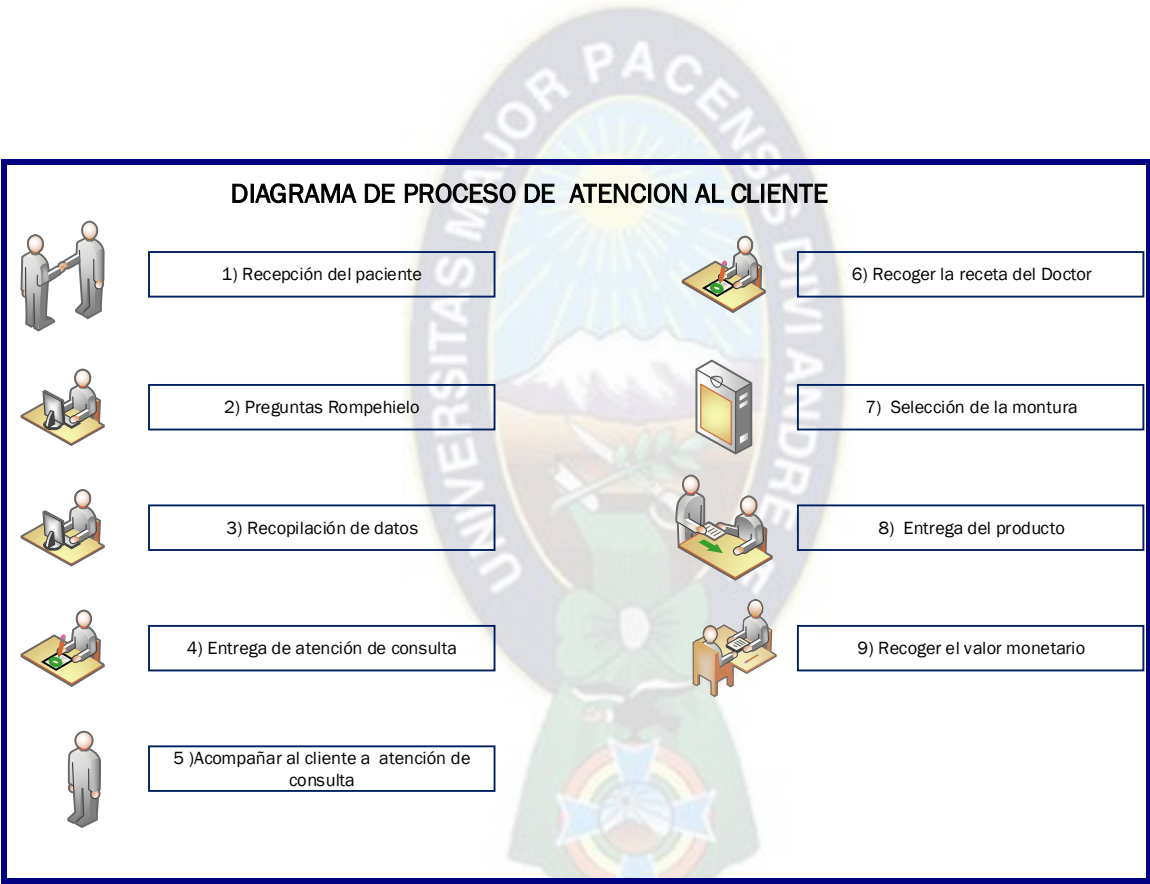 UNIVERSITAS MAJOR PACENSIS DIVI ANDRE
DIAGRAMA DE PROCESO DE ATENCION AL CLIENTE
1) Recepción del paciente
2) Preguntas Rompehielo
3) Recopilación de datos
4) Entrega de atención de consulta
5 )Acompañar al cliente a atención de
consulta
6) Recoger la receta del Doctor
7) Selección de la montura
8) Entrega del producto
9) Recoger el valor monetario